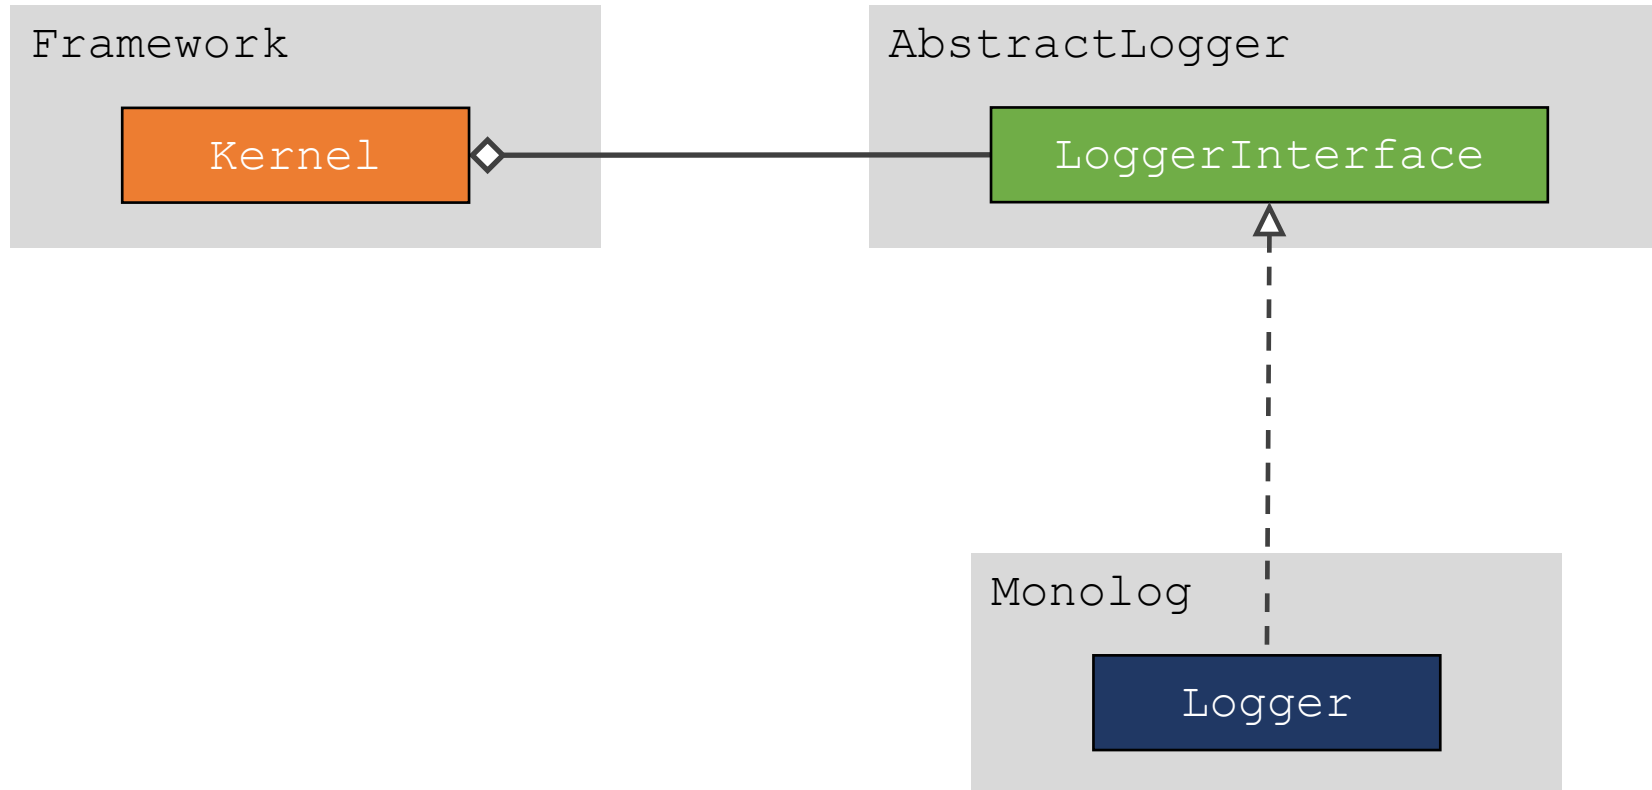 Framework
AbstractLogger
Kernel
LoggerInterface
Monolog
Logger